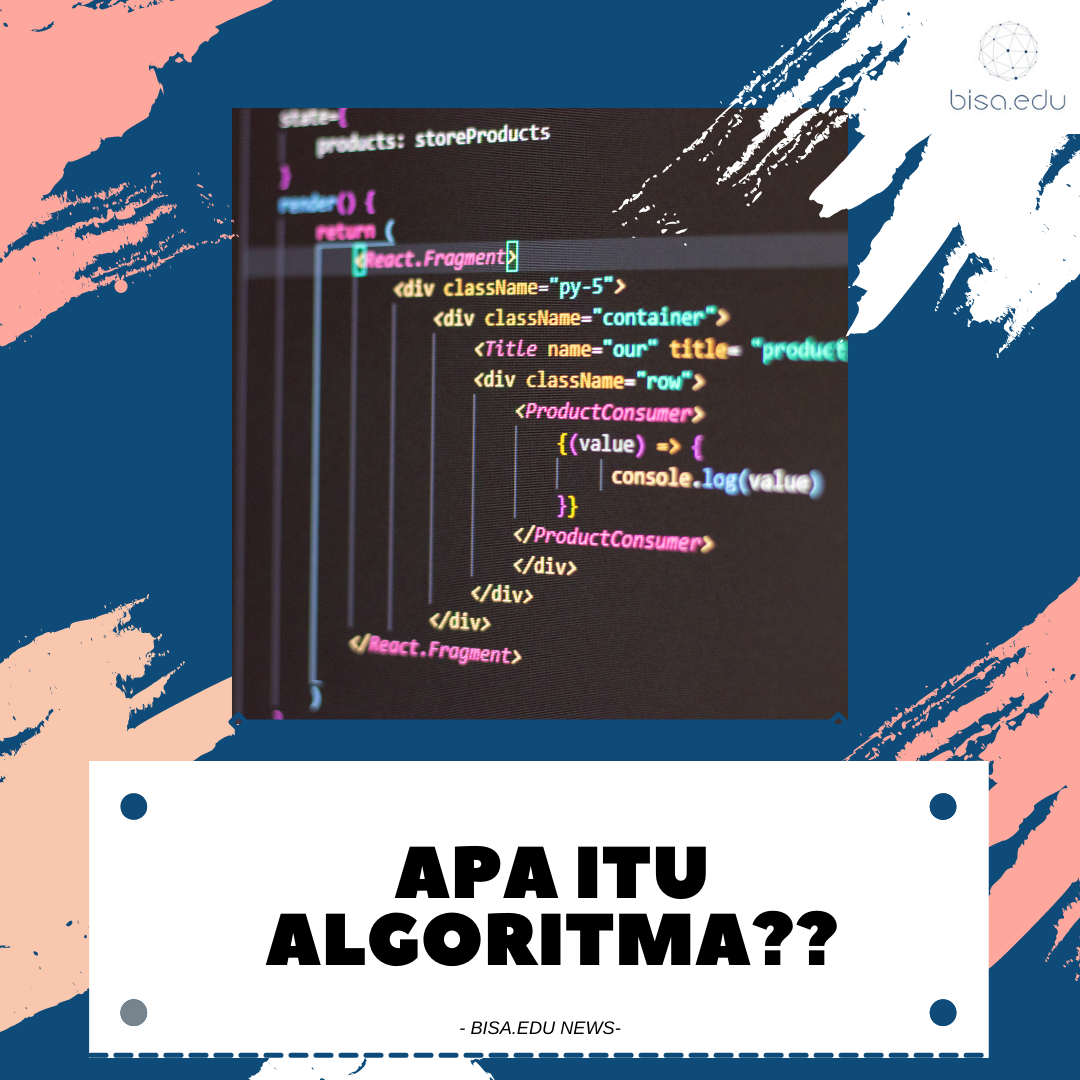 bisa.edu
state={
products: storeProducts
}
render() {
return (
<React.Fragment>
<div className="py-5">
<div className="container">
<Title name="our" title= "product
<div className="row">
<ProductConsumer>
{(value) => {
console.log(value)
}}
</ProductConsumer>
</div>
</div>
</div>
</React.Fragment>
)
}
APA ITU
ALGORITMA??
- BISA.EDU NEWS-